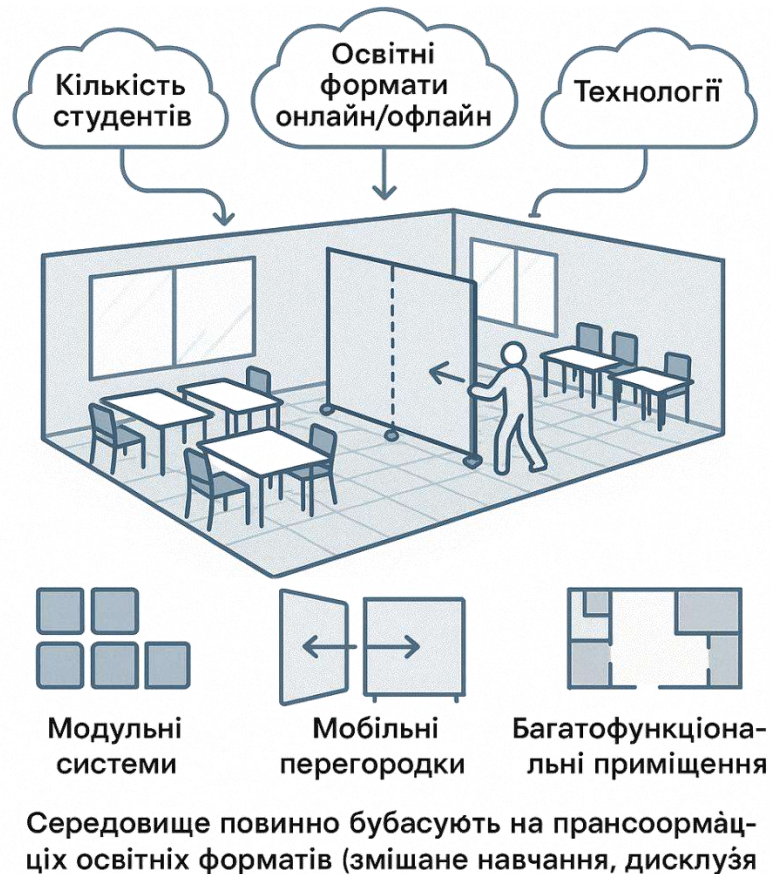 Кількість
студентів
Освітні
формати
онлайн/офлайн
Технології
Модульні
системи
Мобільні
перегородки
Багатофункціона-
льні приміщення
Середовище повинно бубасують на прансоормац-
ціх освітніх форматів (змішане навчання, дисклузя